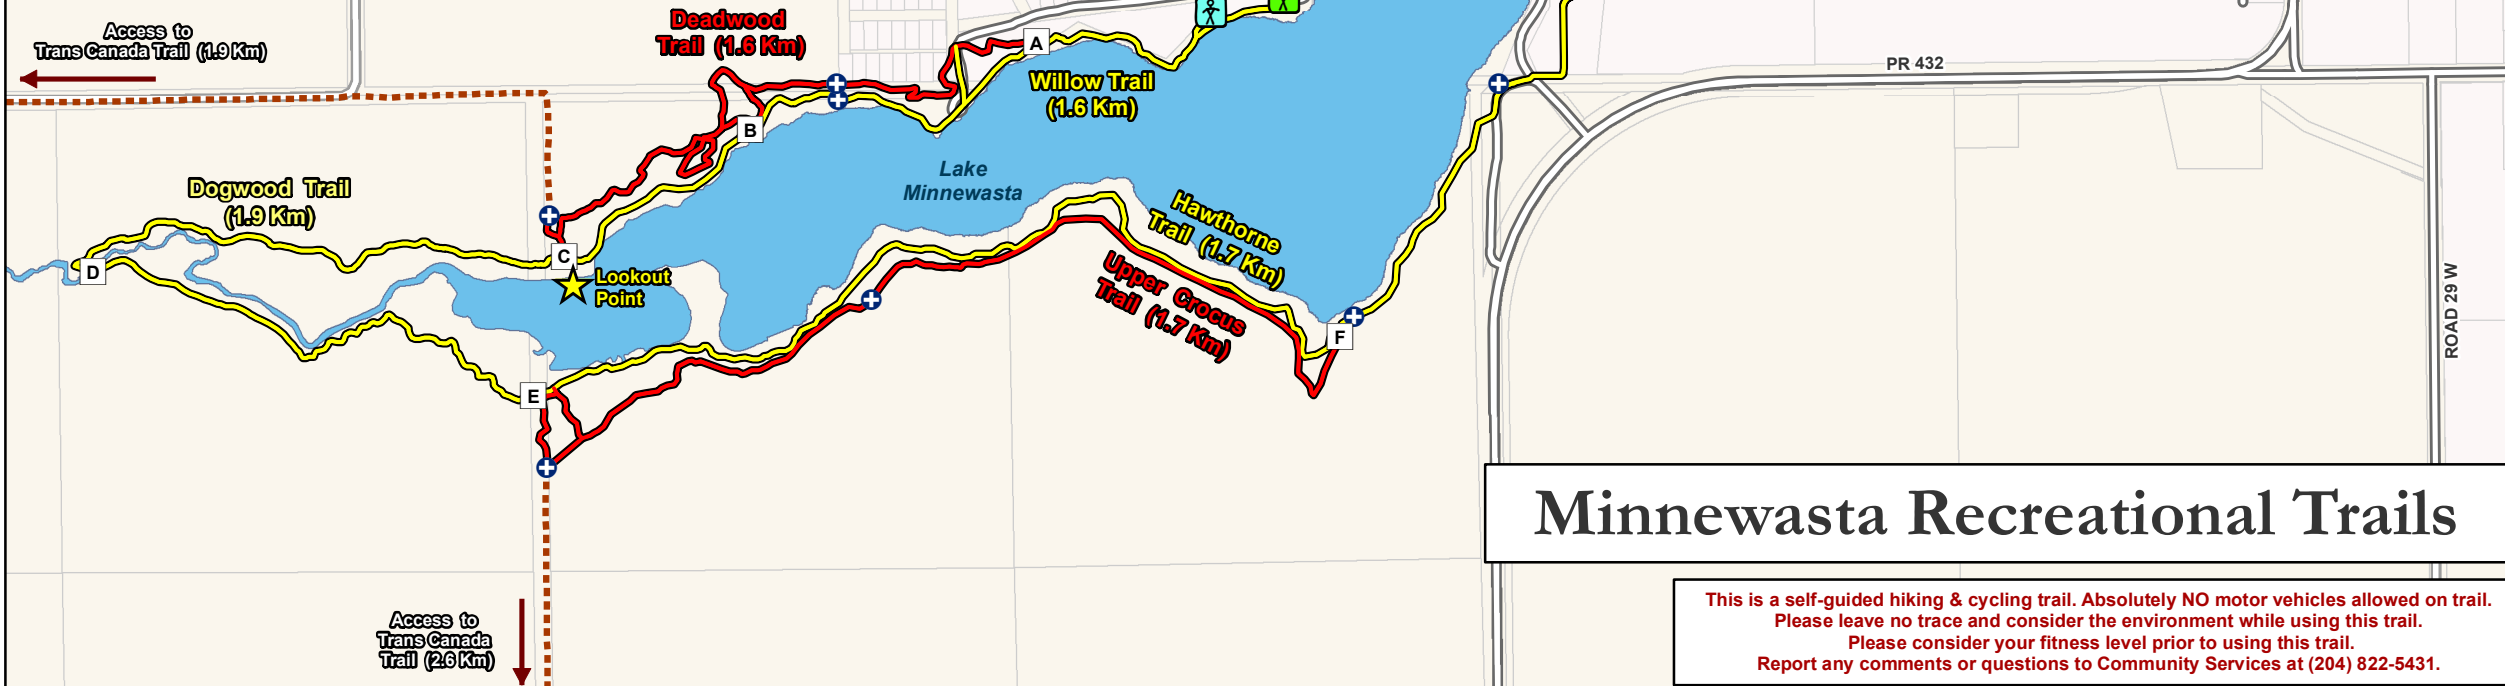 Access to
Trans Canada Trail (1.9 Km)
Deadwood
Trail (1.6 Km)
A
Willow Trail
(1.6 Km)
PR 432
B
Lake
Minnewasta
Dogwood Trail
(1.9 Km)
Hawthorne
Trail (1.7 Km)
C
D
Lookout
Point
Upper Crocus
Trail (1.7 Km)
F
ROAD 29 W
E
Minnewasta Recreational Trails
Access to
Trans Canada
Trail (2.6 Km)
This is a self-guided hiking & cycling trail. Absolutely NO motor vehicles allowed on trail.
Please leave no trace and consider the environment while using this trail.
Please consider your fitness level prior to using this trail.
Report any comments or questions to Community Services at (204) 822-5431.